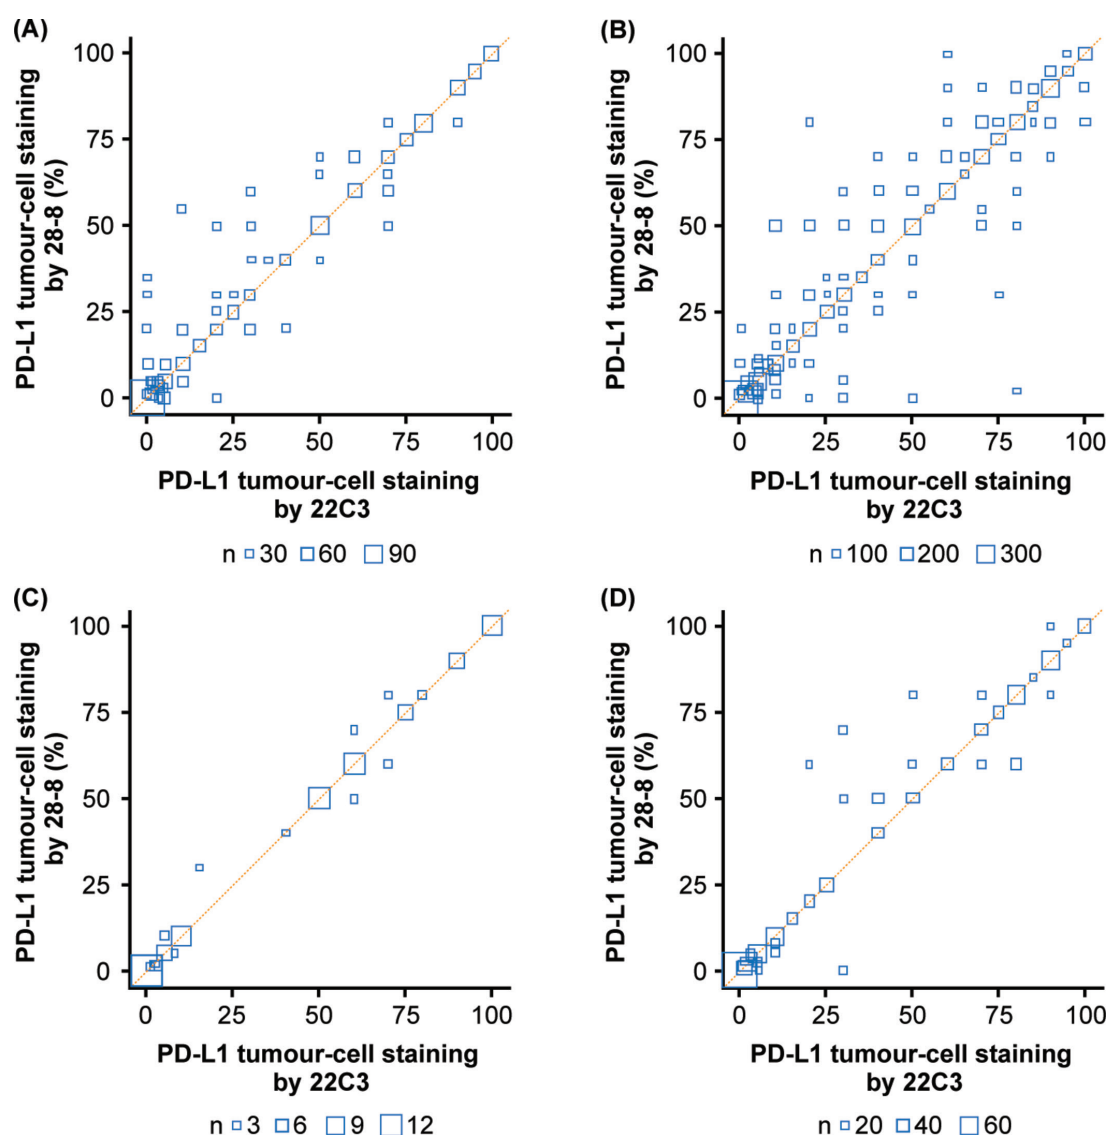 (A)
PD-L1 tumour-cell staining
by 28-8 (%)
100
75
50
25
0
0 25 50 75 100
PD-L1 tumour-cell staining
by 22C3
n 30 60 90
(B)
PD-L1 tumour-cell staining
by 28-8 (%)
100
75
50
25
0
0 25 50 75 100
PD-L1 tumour-cell staining
by 22C3
n 100 200 300
(C)
PD-L1 tumour-cell staining
by 28-8 (%)
100
75
50
25
0
0 25 50 75 100
PD-L1 tumour-cell staining
by 22C3
n 3 6 9 12
(D)
PD-L1 tumour-cell staining
by 28-8 (%)
100
75
50
25
0
0 25 50 75 100
PD-L1 tumour-cell staining
by 22C3
n 20 40 60